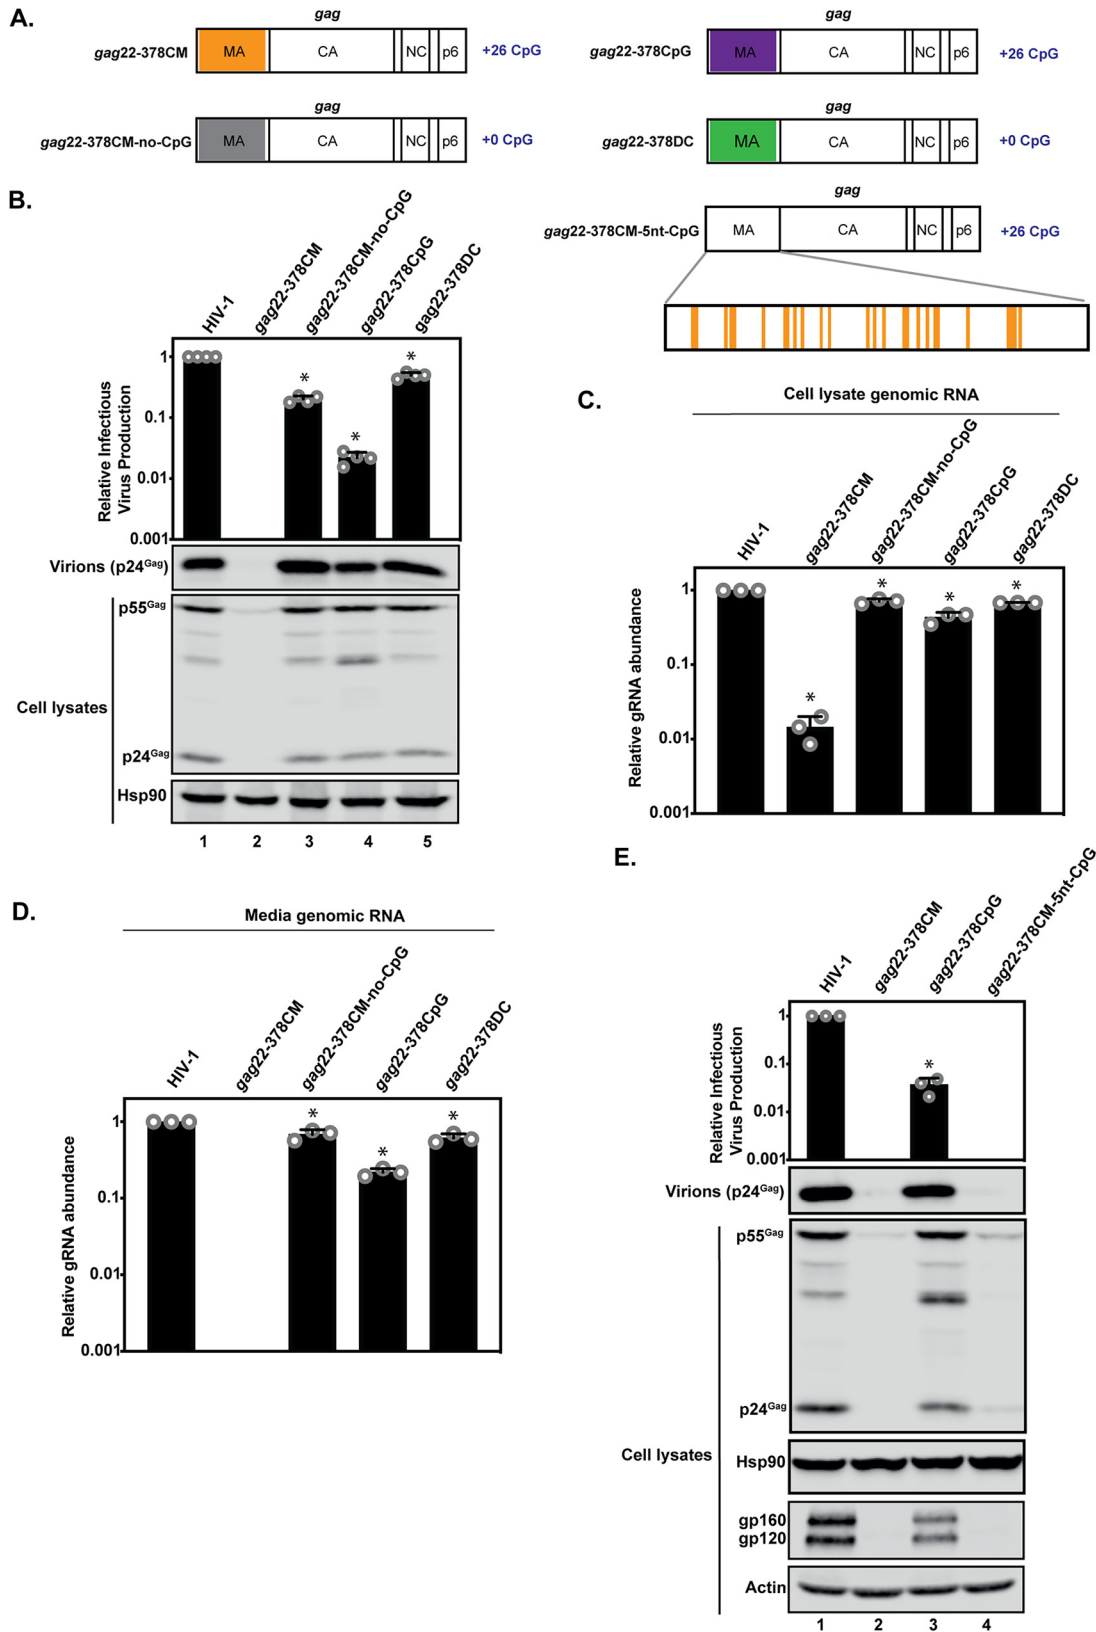 A.
gag
gag22-378CM MA CA NC p6 +26 CpG
gag
gag22-378CpG MA CA NC p6 +26 CpG
gag
gag22-378CM-no-CpG MA CA NC p6 +0 CpG
gag
gag22-378DC MA CA NC p6 +0 CpG
gag
gag22-378CM-5nt-CpG MA CA NC p6 +26 CpG
B.
HIV-1
gag22-378CM
gag22-378CM-no-CpG
gag22-378CpG
gag22-378DC
Relative Infectious
Virus Production
1
0.1
0.01
0.001
*
*
*
Virions (p24Gag)
p55Gag
Cell lysates
p24Gag
Hsp90
1 2 3 4 5
C.
Cell lysate genomic RNA
HIV-1
gag22-378CM
gag22-378CM-no-CpG
gag22-378CpG
gag22-378DC
Relative gRNA abundance
1
0.1
0.01
0.001
*
*
*
*
D.
Media genomic RNA
HIV-1
gag22-378CM
gag22-378CM-no-CpG
gag22-378CpG
gag22-378DC
Relative gRNA abundance
1
0.1
0.01
0.001
*
*
*
E.
HIV-1
gag22-378CM
gag22-378CpG
gag22-378CM-5nt-CpG
Relative Infectious
Virus Production
1
0.1
0.01
0.001
*
Virions (p24Gag)
p55Gag
p24Gag
Cell lysates
Hsp90
gp160
gp120
Actin
1 2 3 4